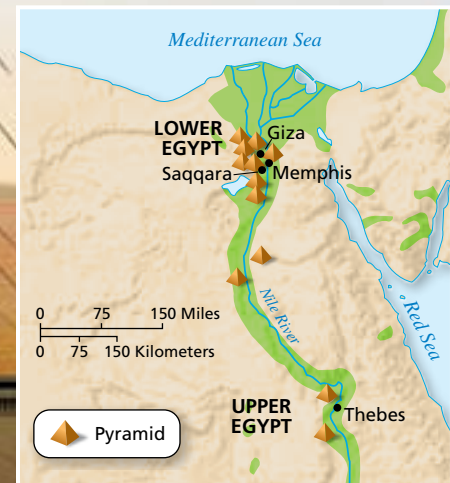 Mediterranean Sea
LOWER
EGYPT
Giza
Saqqara
Memphis
Nile River
Red Sea
0 75 150 Miles
0 75 150 Kilometers
UPPER
EGYPT
Thebes
Pyramid